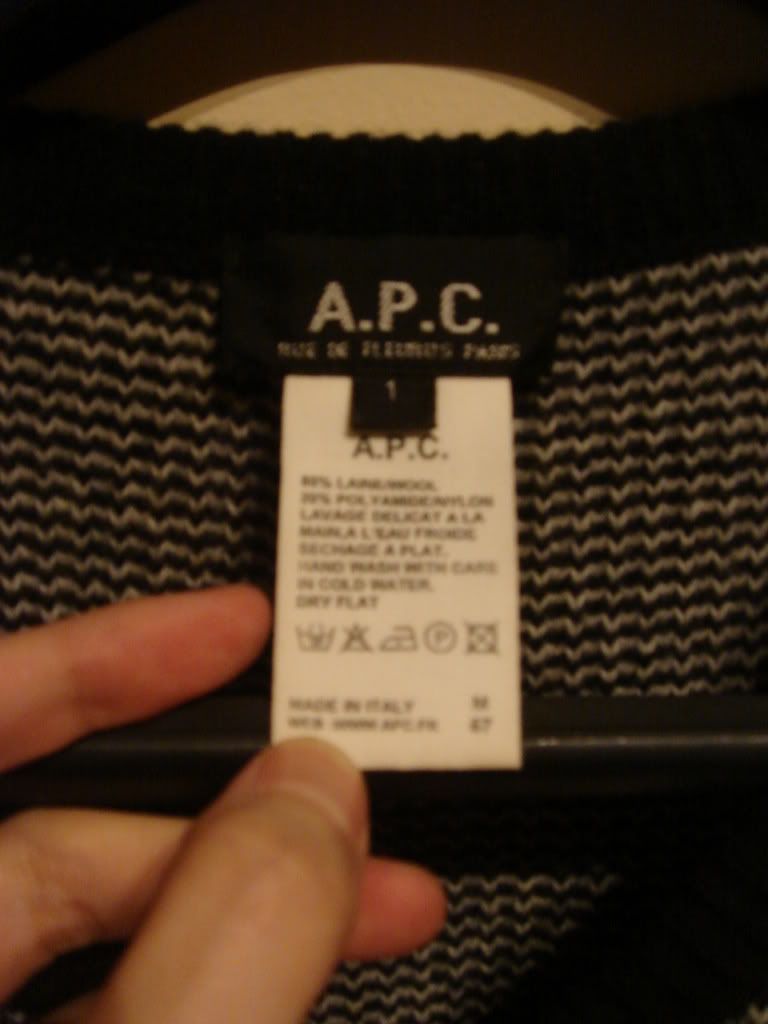 A.P.C.
RUE DE FLEURUS PARIS
1
A.P.C.
80% LAINE/WOOL
20% POLYAMIDE/NYLON
LAVAGE DELICAT A LA
MAIN A L'EAU FROIDE
SECHAGE A PLAT.
HAND WASH WITH CARE
IN COLD WATER.
DRY FLAT
P
MADE IN ITALY M
WEB WWW.APC.FR 67